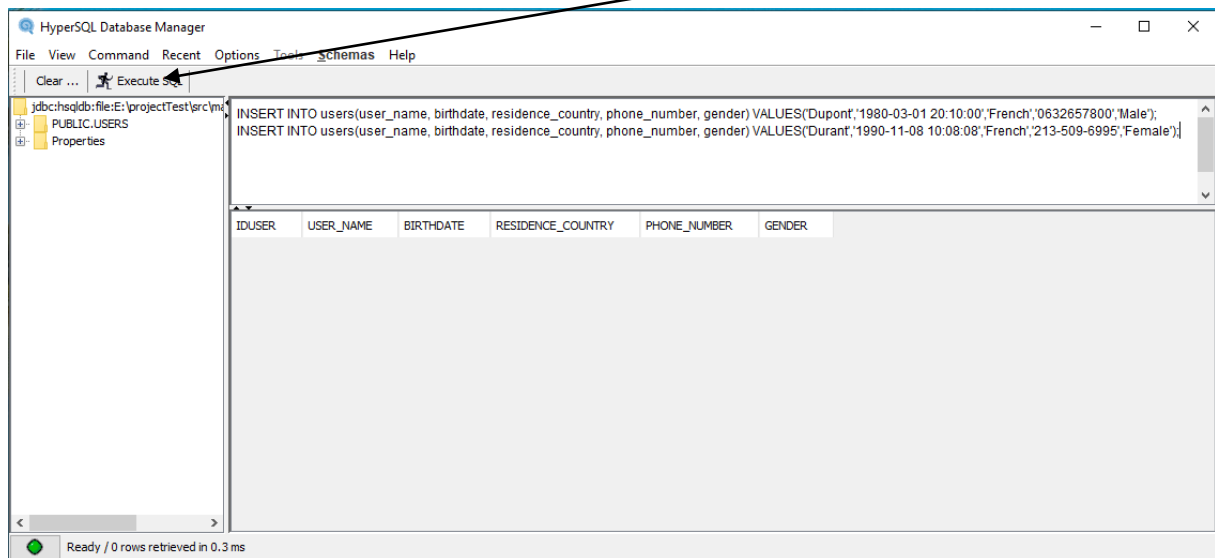 HyperSQL Database Manager
File View Command Recent Options Tools Schemas Help
Clear ... Execute SQL
jdbc:hsqldb:file:E:\projectTest\src\ma
PUBLIC.USERS
Properties
INSERT INTO users(user_name, birthdate, residence_country, phone_number, gender) VALUES('Dupont','1980-03-01 20:10:00','French','0632657800','Male');
INSERT INTO users(user_name, birthdate, residence_country, phone_number, gender) VALUES('Durant','1990-11-08 10:08:08','French','213-509-6995','Female');
IDUSER USER_NAME BIRTHDATE RESIDENCE_COUNTRY PHONE_NUMBER GENDER
Ready / 0 rows retrieved in 0.3 ms